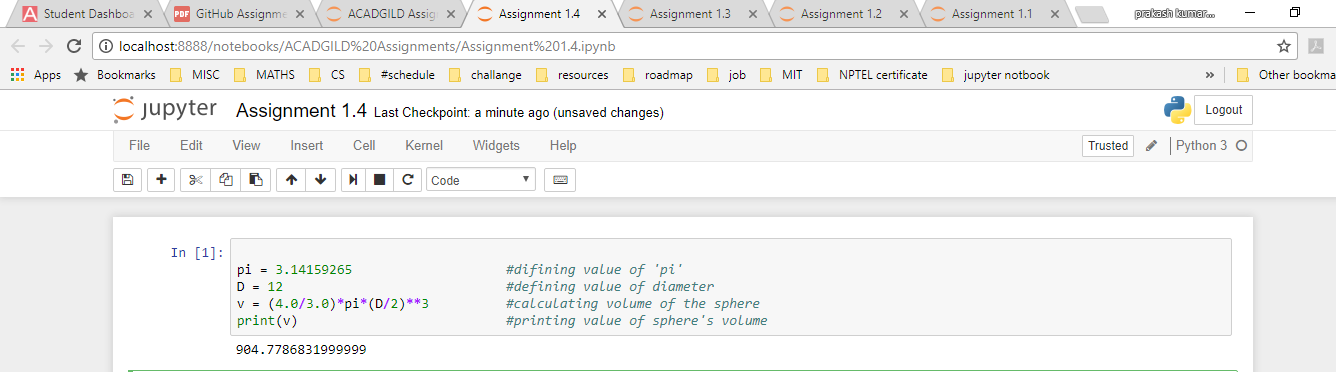 Student Dashboa
PDF GitHub Assignme
ACADGILD Assig
Assignment 1.4
Assignment 1.3
Assignment 1.2
Assignment 1.1
prakash kumar...
localhost:8888/notebooks/ACADGILD%20Assignments/Assignment%201.4.ipynb
Apps Bookmarks MISC MATHS CS #schedule challange resources roadmap job MIT NPTEL certificate jupyter notbook » Other bookma
jupyter Assignment 1.4 Last Checkpoint: a minute ago (unsaved changes) Logout
File Edit View Insert Cell Kernel Widgets Help Trusted Python 3
Code
In [1]:
pi = 3.14159265 #difining value of 'pi'
D = 12 #defining value of diameter
v = (4.0/3.0)*pi*(D/2)**3 #calculating volume of the sphere
print(v) #printing value of sphere's volume
904.7786831999999